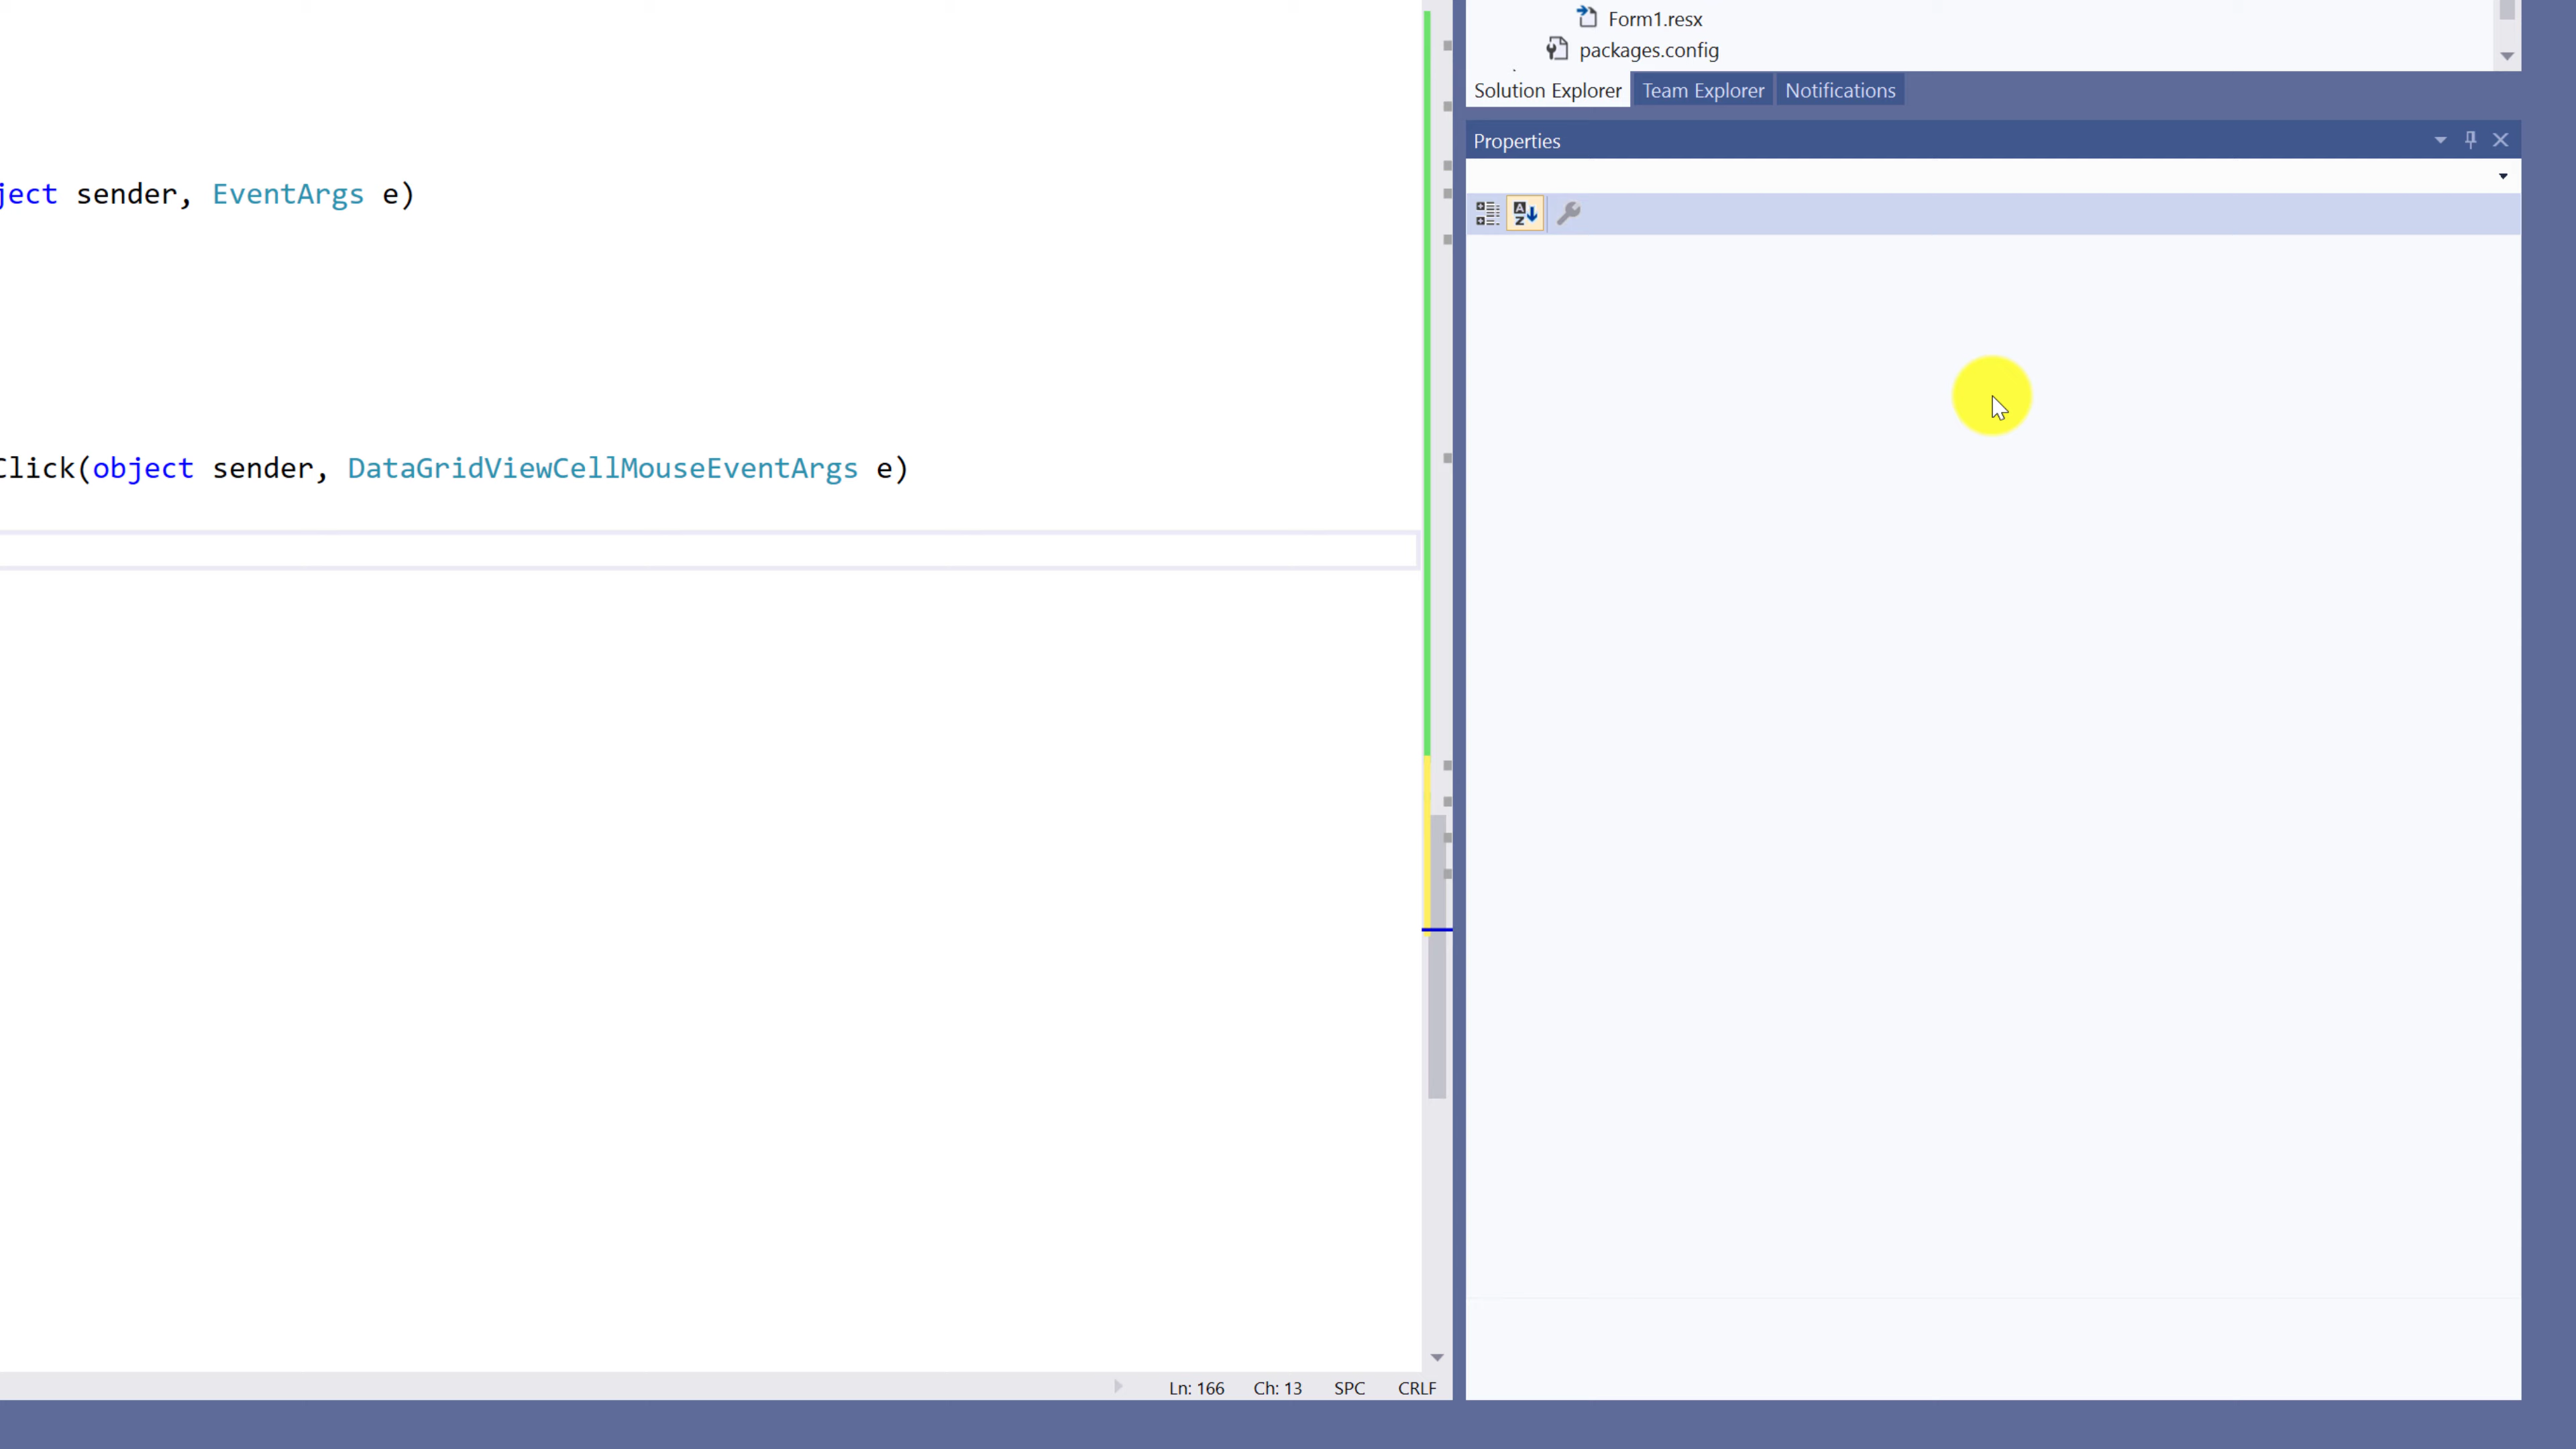 Form1.resx
packages.config
Solution Explorer Team Explorer Notifications
Properties
ject sender, EventArgs e)
Click(object sender, DataGridViewCellMouseEventArgs e)
Ln: 166 Ch: 13 SPC CRLF